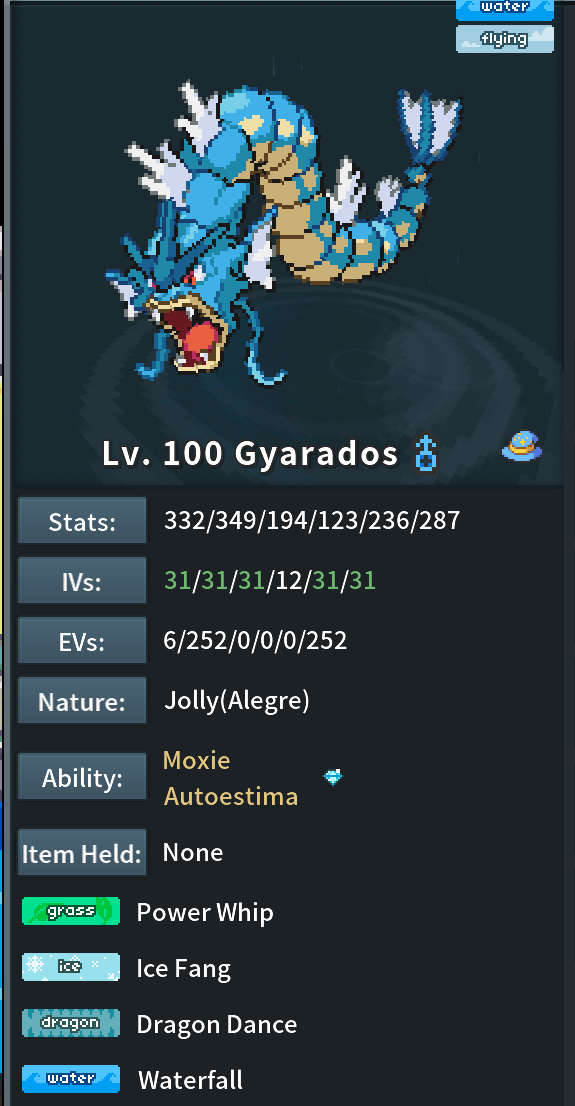 water
flying
Lv. 100 Gyarados
Stats: 332/349/194/123/236/287
IVs: 31/31/31/12/31/31
EVs: 6/252/0/0/0/252
Nature: Jolly(Alegre)
Ability: Moxie
Autoestima
Item Held: None
grass Power Whip
ice Ice Fang
dragon Dragon Dance
water Waterfall